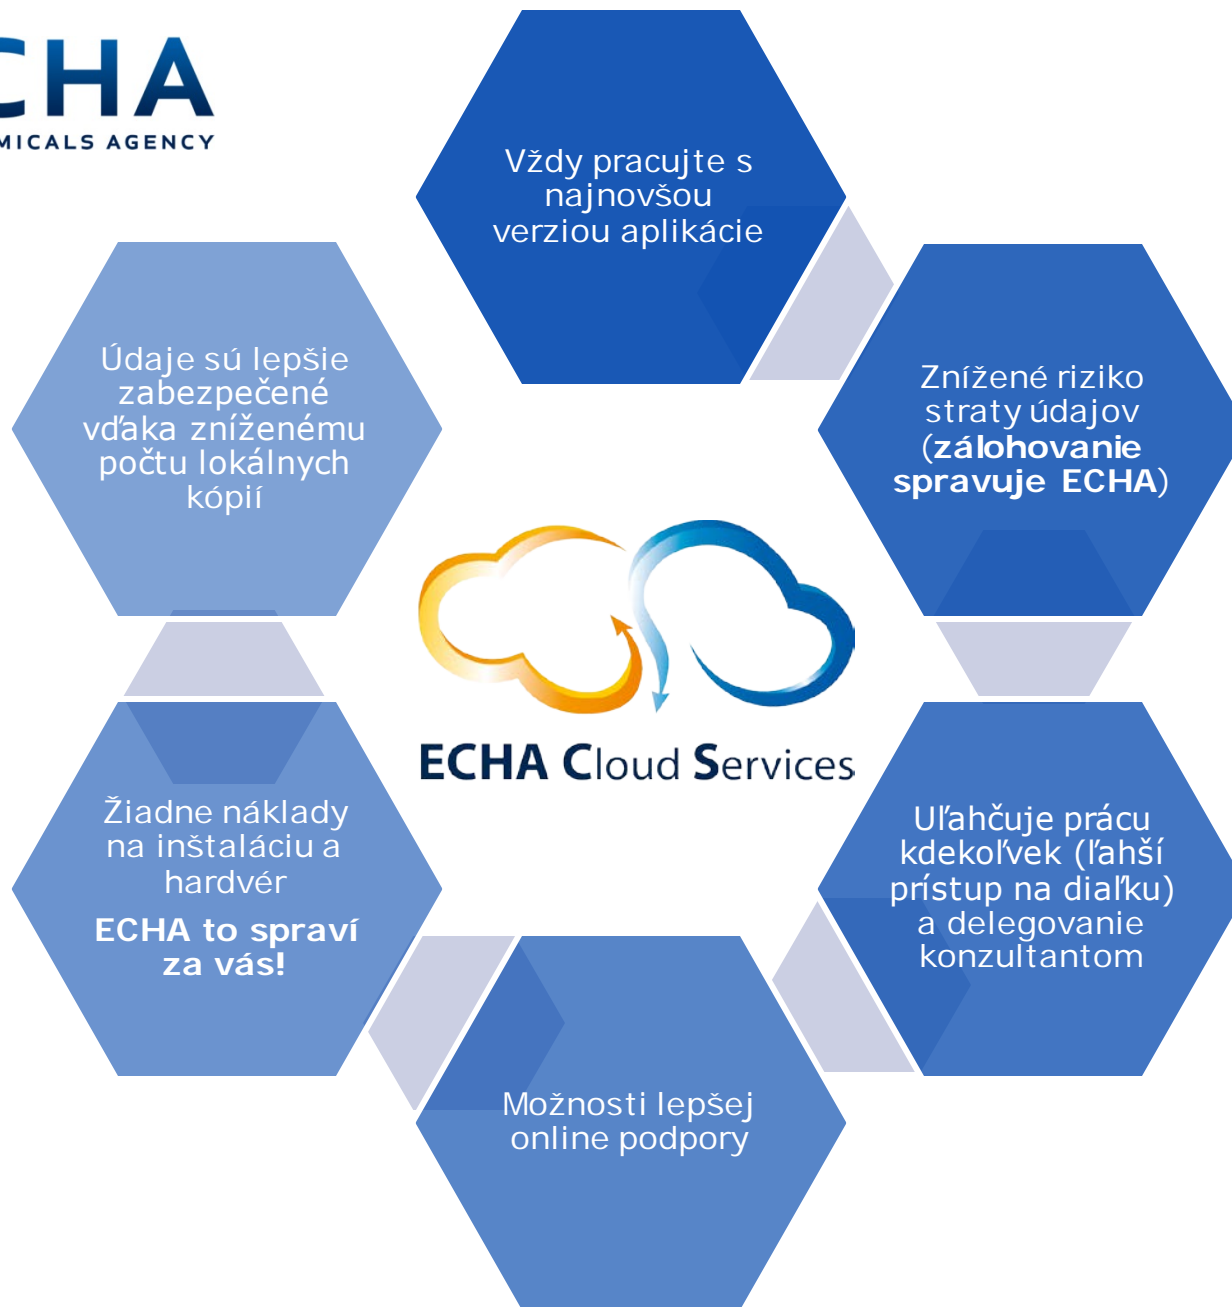 CHA
MICALS AGENCY
Vždy pracujte s
najnovšou
verziou aplikácie
Znížené riziko
straty údajov
(zálohovanie
spravuje ECHA)
Uľahčuje prácu
kdekoľvek (ľahší
prístup na diaľku)
a delegovanie
konzultantom
Možnosti lepšej
online podpory
Žiadne náklady
na inštaláciu a
hardvér
ECHA to spraví
za vás!
Údaje sú lepšie
zabezpečené
vďaka zníženému
počtu lokálnych
kópií
ECHA Cloud Services